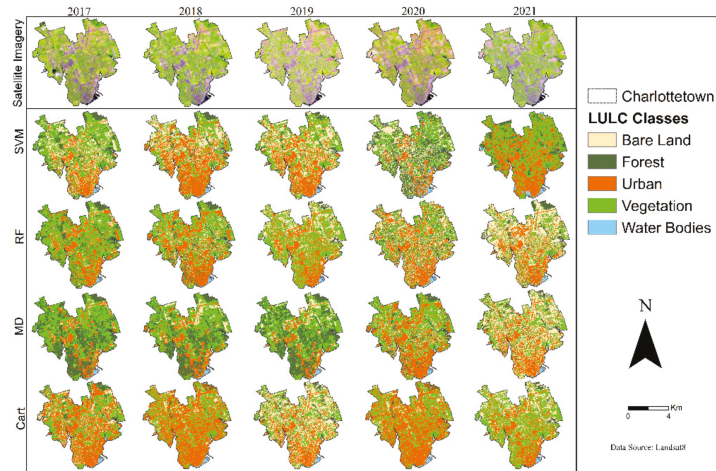 2017 2018 2019 2020 2021
Satellite Imagery
SVM
RF
MD
Cart
Charlottetown
LULC Classes
Bare Land
Forest
Urban
Vegetation
Water Bodies
N
Km
0 4
Data Source: Landsat8